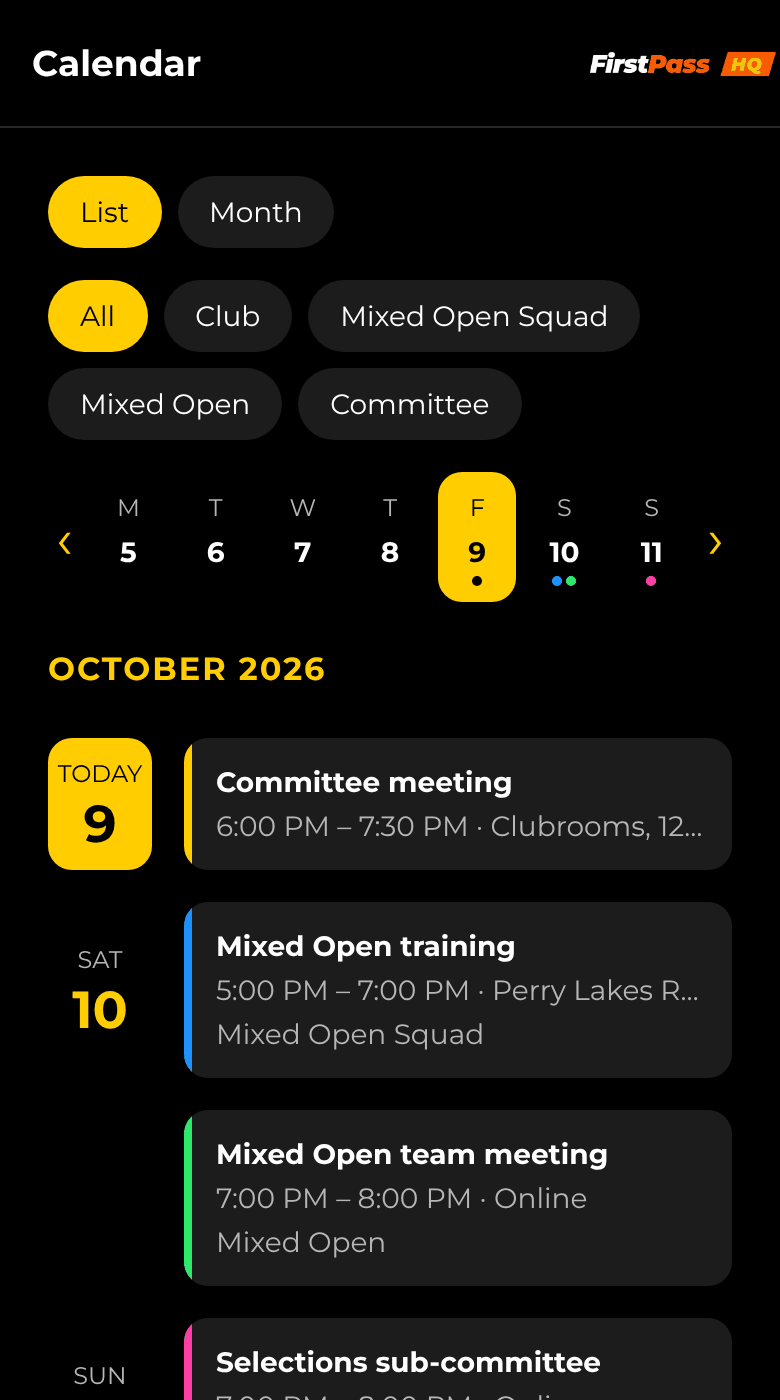 Calendar
FirstPass HQ
List Month
All Club Mixed Open Squad
Mixed Open Committee
M T W T F S S
‹ 5 6 7 8 9 10 11 ›
OCTOBER 2026
TODAY
9
Committee meeting
6:00 PM – 7:30 PM · Clubrooms, 12...
SAT
10
Mixed Open training
5:00 PM – 7:00 PM · Perry Lakes R...
Mixed Open Squad
Mixed Open team meeting
7:00 PM – 8:00 PM · Online
Mixed Open
SUN
Selections sub-committee